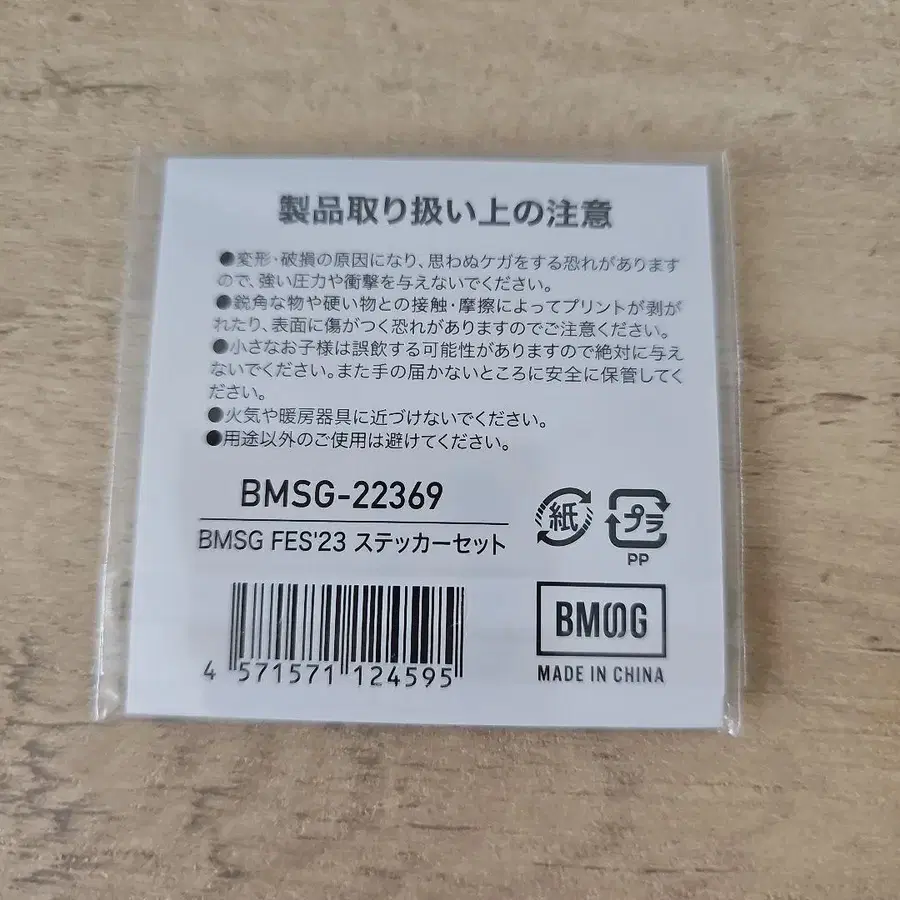 製品取り扱い上の注意
●変形・破損の原因になり、思わぬケガをする恐れがあります
ので、強い圧力や衝撃を与えないでください。
●鋭角な物や硬い物との接触・摩擦によってプリントが剥が
れたり、表面に傷がつく恐れがありますのでご注意ください。
●小さなお子様は誤飲する可能性がありますので絶対に与え
ないでください。また手の届かないところに安全に保管してく
ださい。
●火気や暖房器具に近づけないでください。
●用途以外のご使用は避けてください。
BMSG-22369
BMSG FES'23 ステッカーセット
紙
プラ
PP
4 571571 124595
BMSG
MADE IN CHINA